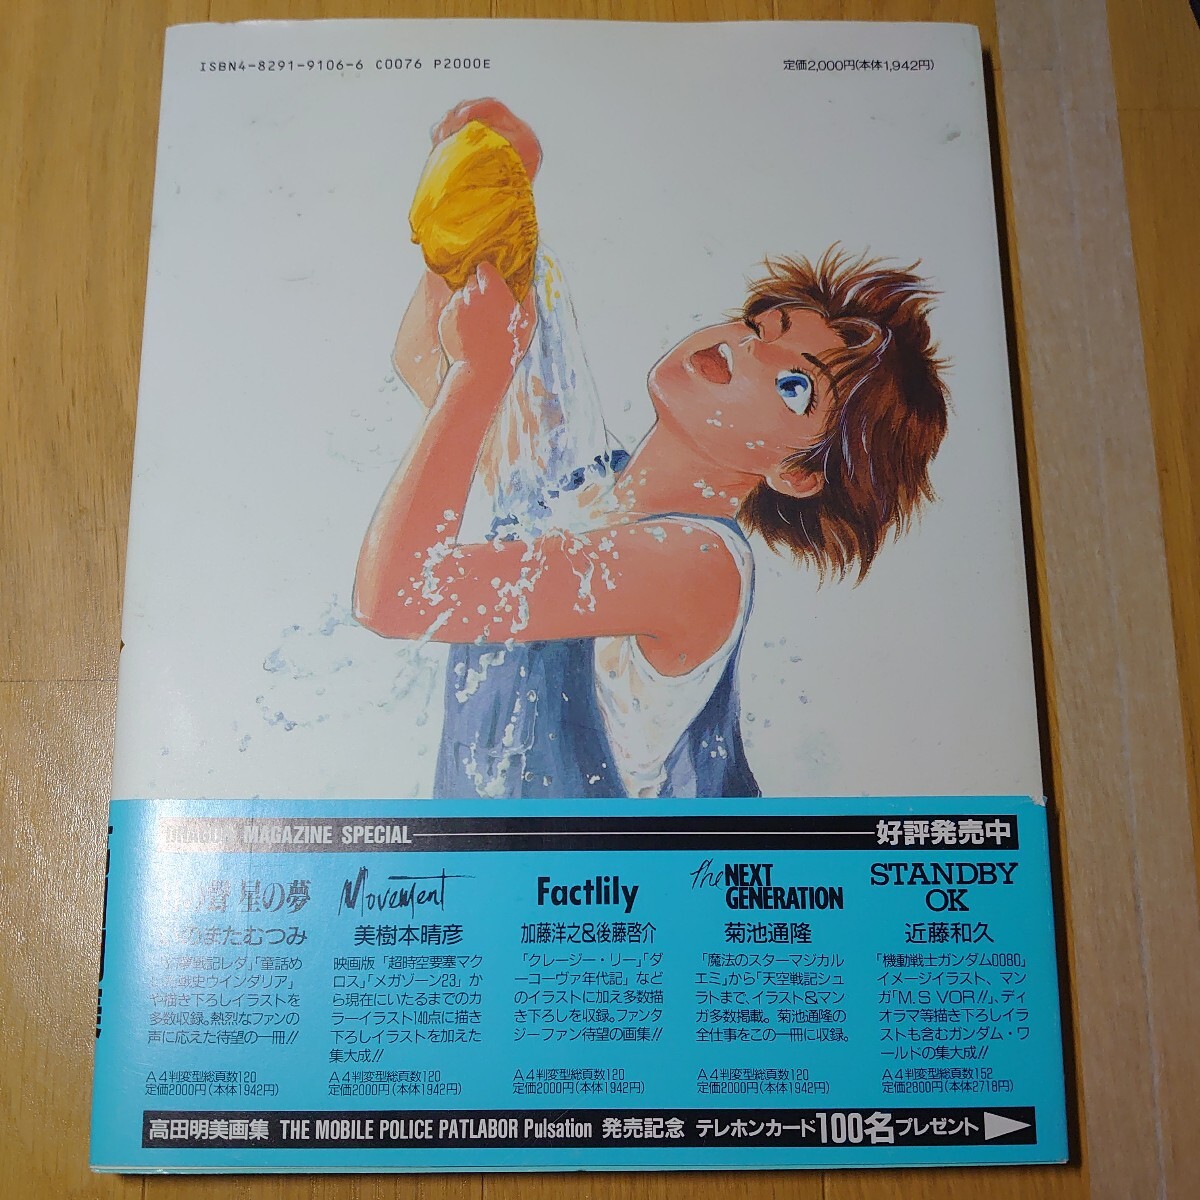 ISBN4-8291-9106-6 C0076 P2000E
定価2,000円(本体1,942円)
MAGAZINE SPECIAL
好評発売中
星の夢
またむつみ
戦記レダ」「童話め
戦史ウインダリア」
や描き下ろしイラストを
多数収録。熱烈なファンの
声に応えた待望の一冊!!
A4判変型総頁数120
定価2000円(本体1942円)
Movement
美樹本晴彦
映画版「超時空要塞マク
ロス」「メガゾーン23」か
ら現在にいたるまでのカ
ラーイラスト140点に描き
下ろしイラストを加えた
集大成!!
A4判変型総頁数120
定価2000円(本体1942円)
Factlily
加藤洋之&後藤啓介
「クレージー・リー」「ダ
ーコーヴァ年代記」など
のイラストに加え多数描
き下ろしを収録。ファンタ
ジーファン待望の画集!!
A4判変型総頁数120
定価2000円(本体1942円)
the NEXT
GENERATION
菊池通隆
「魔法のスターマジカル
エミ」から「天空戦記シュ
ラトまで、イラスト&マン
ガ多数掲載。菊池通隆の
全仕事をこの一冊に収録。
A4判変型総頁数120
定価2000円(本体1942円)
STANDBY
OK
近藤和久
「機動戦士ガンダム0080」
イメージイラスト、マン
ガ「M.S VOR!!」、ディ
オラマ等描き下ろしイラ
ストも含むガンダム・ワ
ールドの集大成!!
A4判変型総頁数152
定価2800円(本体2718円)
高田明美画集 THE MOBILE POLICE PATLABOR Pulsation 発売記念 テレホンカード100名プレゼント